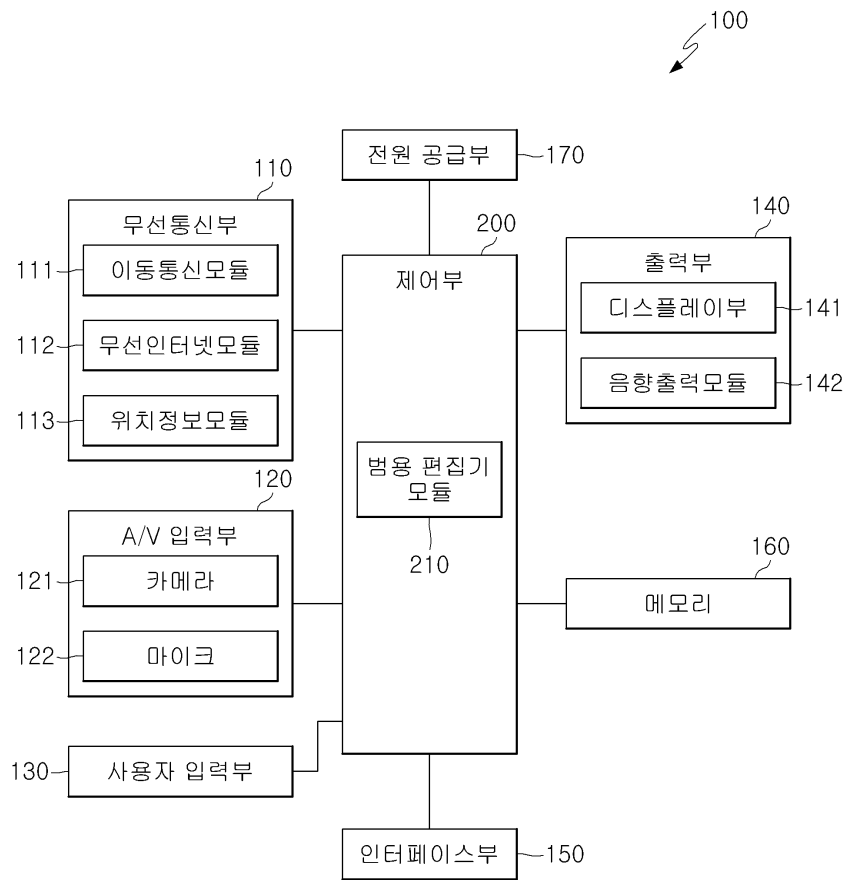 100
전원 공급부
170
110
무선통신부
111
이동통신모듈
112
무선인터넷모듈
113
위치정보모듈
120
A/V 입력부
121
카메라
122
마이크
130
사용자 입력부
200
제어부
범용 편집기
모듈
210
140
출력부
디스플레이부
141
음향출력모듈
142
160
메모리
인터페이스부
150